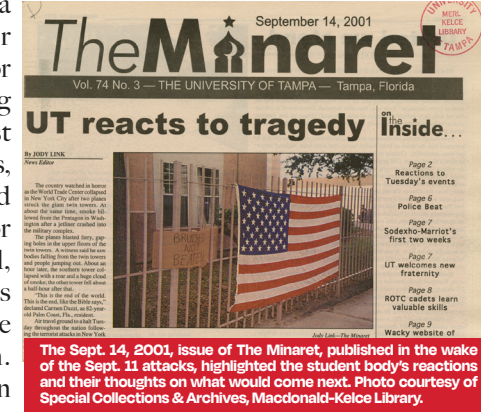 a
r
or
g
st
s,
d
or
l,
s
e
n.
n
UNIVERSITY
MERL
KELCE
LIBRARY
TAMPA
September 14, 2001
The Minaret
Vol. 74 No. 3 — THE UNIVERSITY OF TAMPA — Tampa, Florida
UT reacts to tragedy
By JODY LINK
News Editor
The country watched in horror
as the World Trade Center collapsed
in New York City after two planes
struck the giant twin towers. At
about the same time, smoke bil-
lowed from the Pentagon in Wash-
ington after a jetliner crashed into
the military complex.
The planes blasted fiery, gap-
ing holes in the upper floors of the
twin towers. A witness said he saw
bodies falling from the twin towers
and people jumping out. About an
hour later, the southern tower col-
lapsed with a roar and a huge cloud
of smoke; the other tower fell about
a half-hour after that.
"This is the end of the world.
This is the end, like the Bible says,"
declared Carmen Duzni, an 82-year-
old Palm Coast, Fla., resident.
Air travel ground to a halt Tues-
day throughout the nation follow-
ing the terrorist attacks in New York
BRUISED
NOT
BEATEN
Jody Link—The Minaret
on
the
Inside...
Page 2
Reactions to
Tuesday's events
Page 6
Police Beat
Page 7
Sodexho-Marriot's
first two weeks
Page 7
UT welcomes new
fraternity
Page 8
ROTC cadets learn
valuable skills
Page 9
Wacky website of
The Sept. 14, 2001, issue of The Minaret, published in the wake
of the Sept. 11 attacks, highlighted the student body's reactions
and their thoughts on what would come next. Photo courtesy of
Special Collections & Archives, Macdonald-Kelce Library.